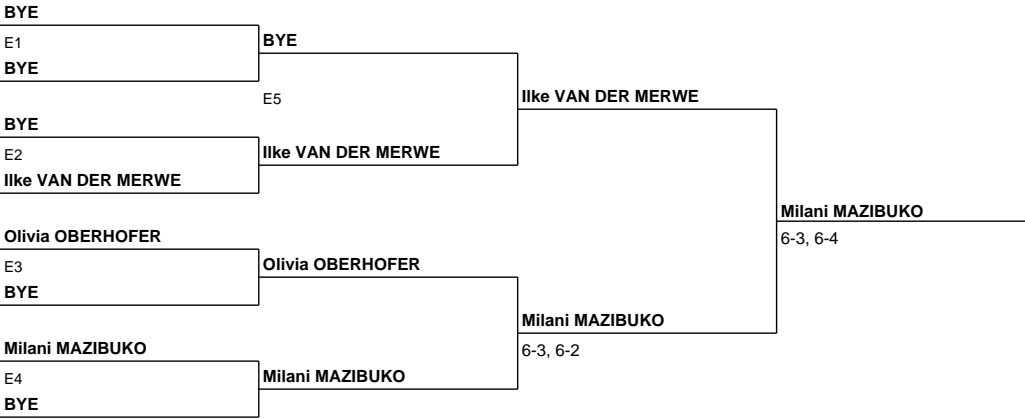 BYE
E1
BYE
BYE
E2
Ilke VAN DER MERWE
Olivia OBERHOFER
E3
BYE
Milani MAZIBUKO
E4
BYE
BYE
E5
Ilke VAN DER MERWE
Olivia OBERHOFER
Milani MAZIBUKO
Ilke VAN DER MERWE
Milani MAZIBUKO
6-3, 6-2
Milani MAZIBUKO
6-3, 6-4